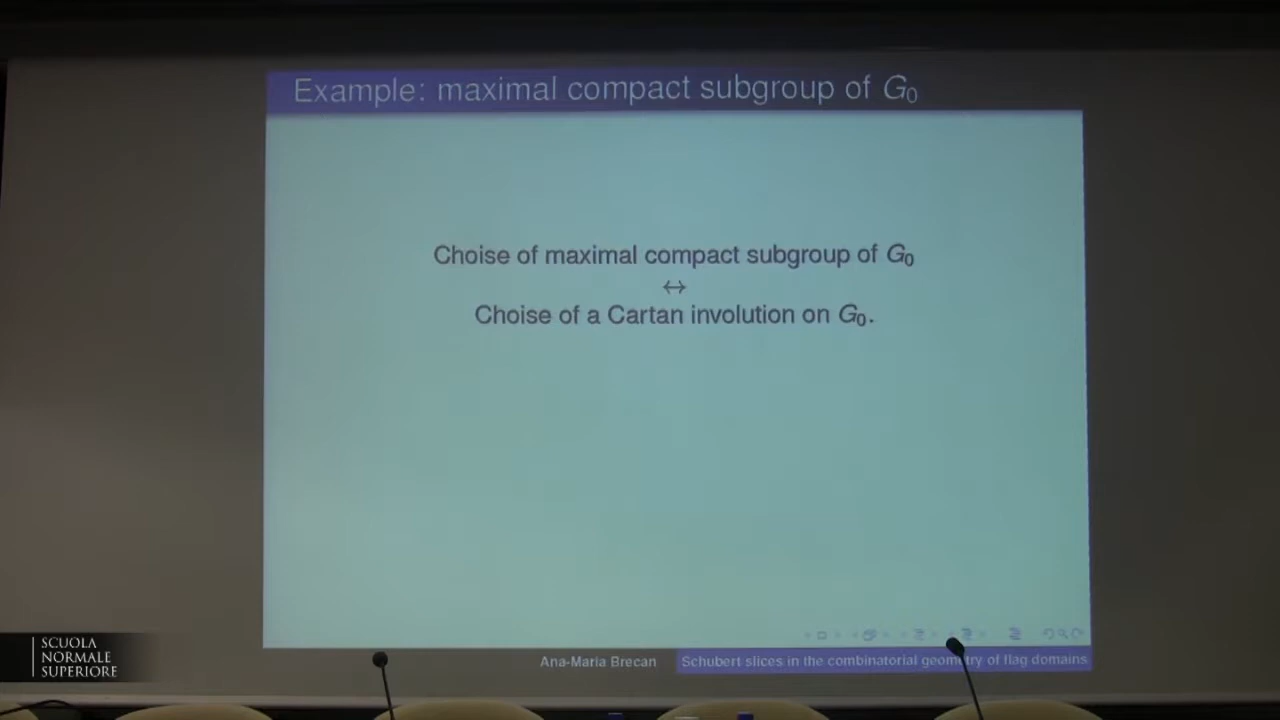 Example: maximal compact subgroup of G₀
Choise of maximal compact subgroup of G₀
↔
Choise of a Cartan involution on G₀.
Ana-Maria Brecan
Schubert slices in the combinatorial geometry of flag domains
SCUOLA
NORMALE
SUPERIORE